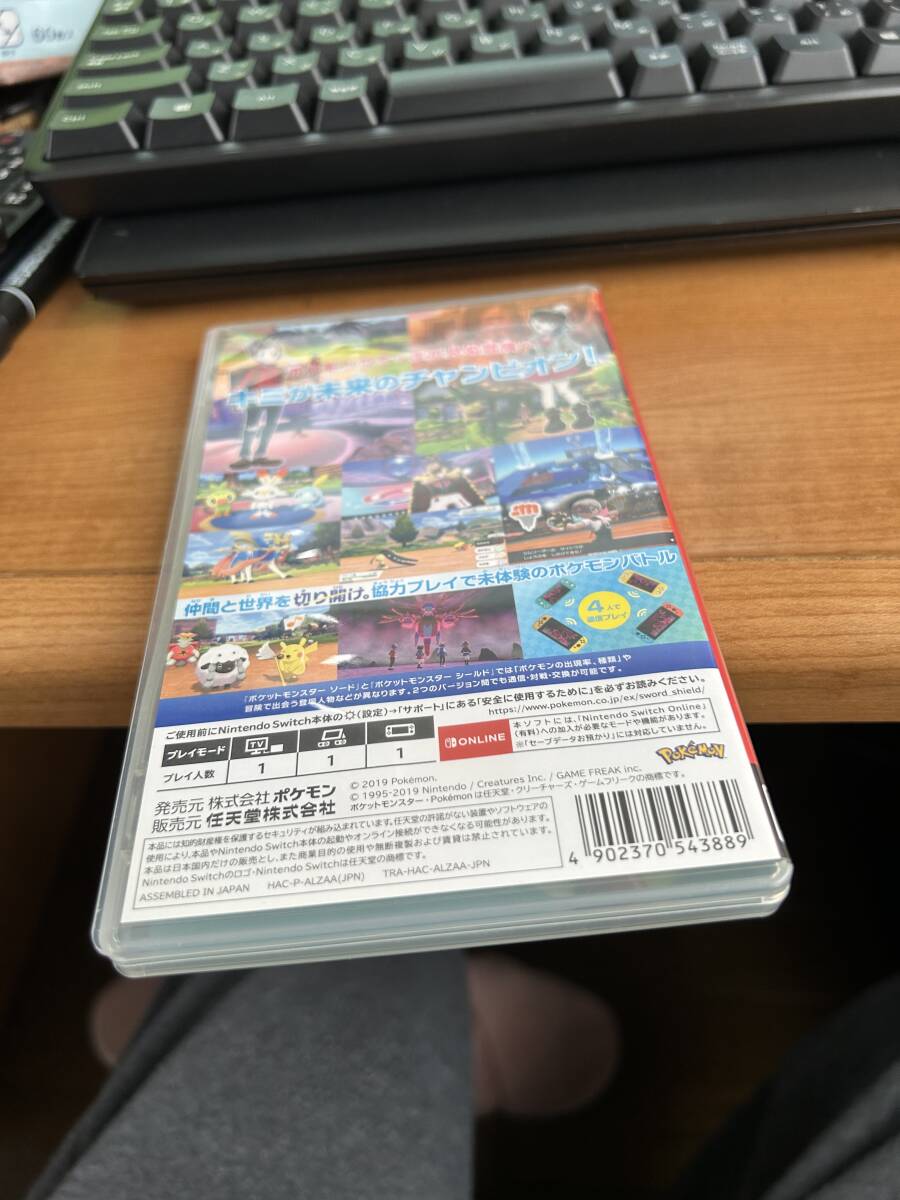 キミが未来のチャンピオン！
仲間と世界を切り開け。協力プレイで未体験のポケモンバトル
4人で
通信プレイ
『ポケットモンスター ソード』と『ポケットモンスター シールド』では「ポケモンの出現率、種類」や
冒険で出会う登場人物などが異なります。2つのバージョン間でも通信・対戦・交換が可能です。
ご使用前にNintendo Switch本体の(設定)→「サポート」にある「安全に使用するために」を必ずお読みください。
https://www.pokemon.co.jp/ex/sword_shield/
プレイモード
TV
プレイ人数
1
1
1
ONLINE
本ソフトには、「Nintendo Switch Online」
(有料)への加入が必要なモードや機能があります。
※「セーブデータお預かり」には対応していません。
POKéMON
発売元 株式会社 ポケモン
販売元 任天堂株式会社
© 2019 Pokémon.
© 1995-2019 Nintendo / Creatures Inc. / GAME FREAK inc.
ポケットモンスター・Pokémonは任天堂・クリーチャーズ・ゲームフリークの商標です。
本品には知的財産権を保護するセキュリティが組み込まれています。任天堂の許諾がない装置やソフトウェアの
使用により、本品やNintendo Switch本体の起動やオンライン接続ができなくなる可能性があります。
本品は日本国内だけの販売とし、また商業目的の使用や無断複製および賃貸は禁止されています。
Nintendo Switchのロゴ・Nintendo Switchは任天堂の商標です。
ASSEMBLED IN JAPAN HAC-P-ALZAA(JPN) TRA-HAC-ALZAA-JPN
4 902370 543889